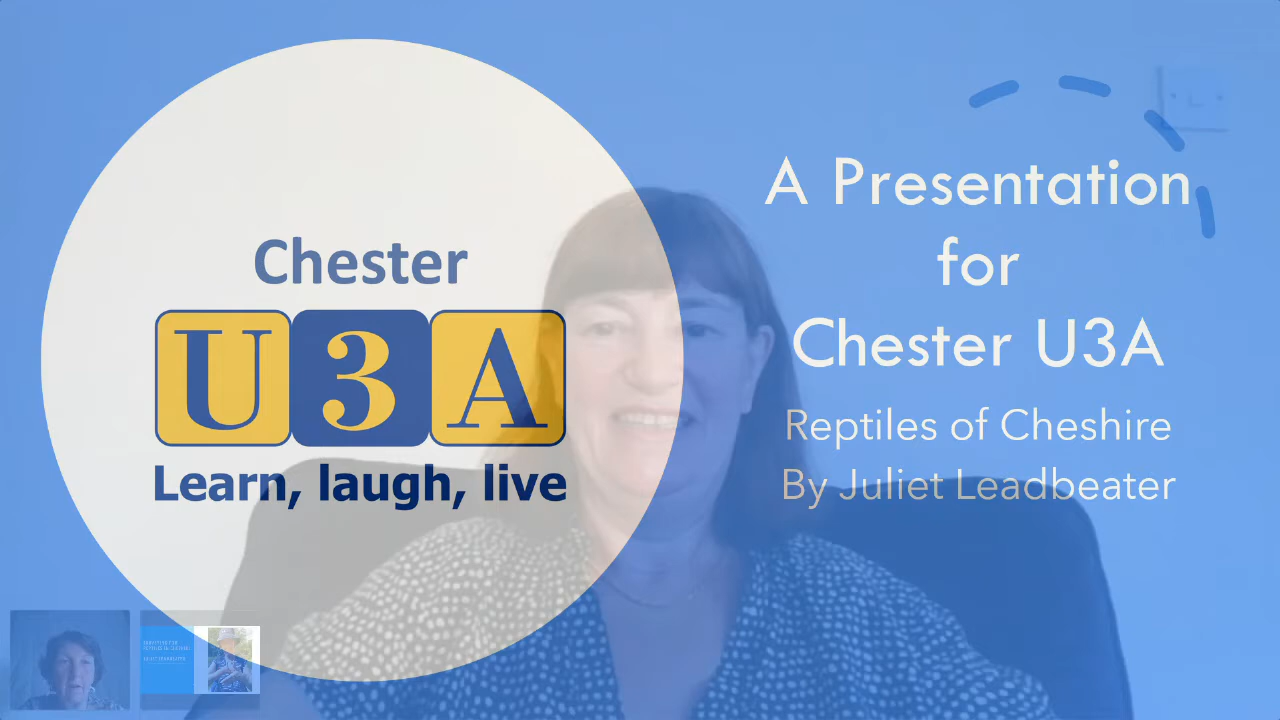 Chester
U3A
Learn, laugh, live
A Presentation
for
Chester U3A
Reptiles of Cheshire
By Juliet Leadbeater